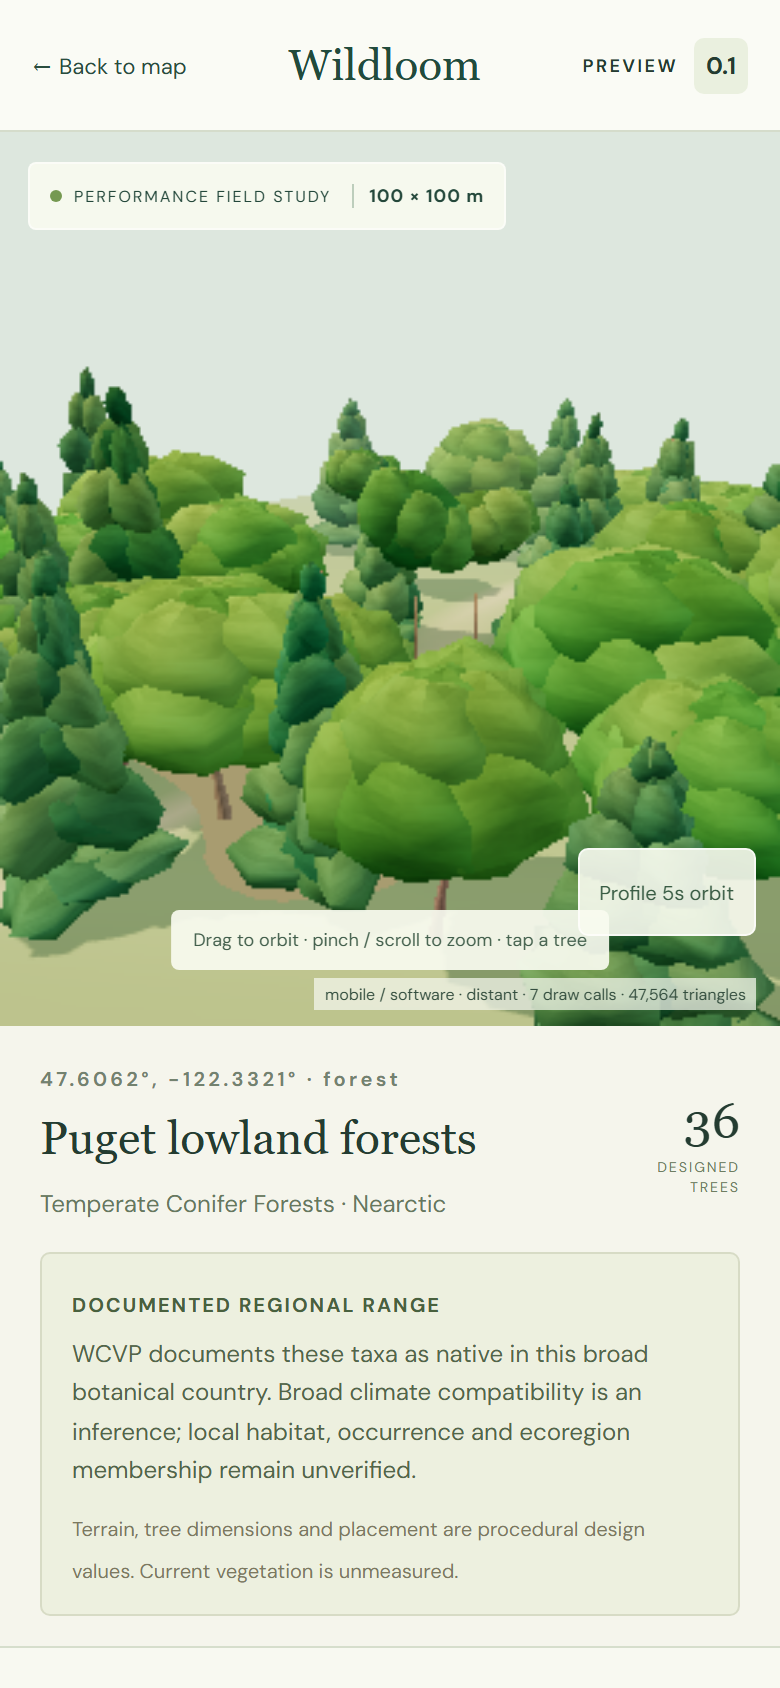 ← Back to map
Wildloom
PREVIEW 0.1
PERFORMANCE FIELD STUDY | 100 × 100 m
Profile 5s orbit
Drag to orbit · pinch / scroll to zoom · tap a tree
mobile / software · distant · 7 draw calls · 47,564 triangles
47.6062°, -122.3321° · forest
Puget lowland forests
Temperate Conifer Forests · Nearctic
36
DESIGNED
TREES
DOCUMENTED REGIONAL RANGE
WCVP documents these taxa as native in this broad
botanical country. Broad climate compatibility is an
inference; local habitat, occurrence and ecoregion
membership remain unverified.
Terrain, tree dimensions and placement are procedural design
values. Current vegetation is unmeasured.